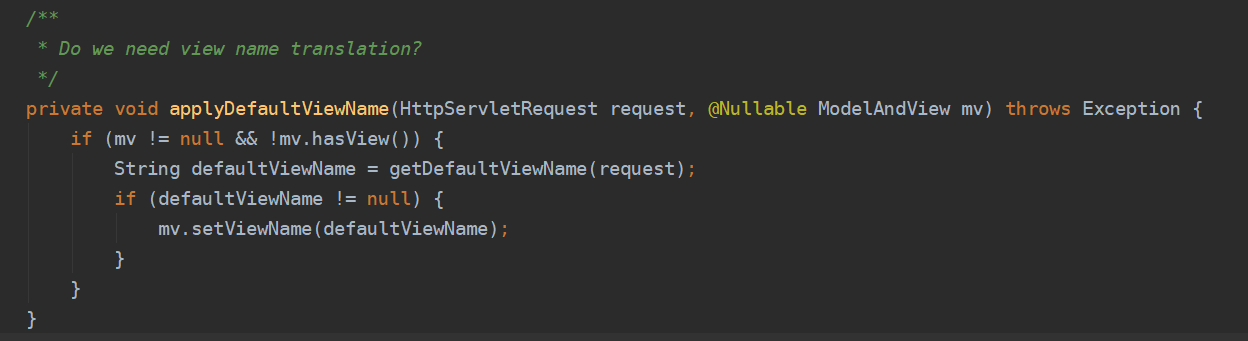 /**
 * Do we need view name translation?
 */
private void applyDefaultViewName(HttpServletRequest request, @Nullable ModelAndView mv) throws Exception {
    if (mv != null && !mv.hasView()) {
        String defaultViewName = getDefaultViewName(request);
        if (defaultViewName != null) {
            mv.setViewName(defaultViewName);
        }
    }
}